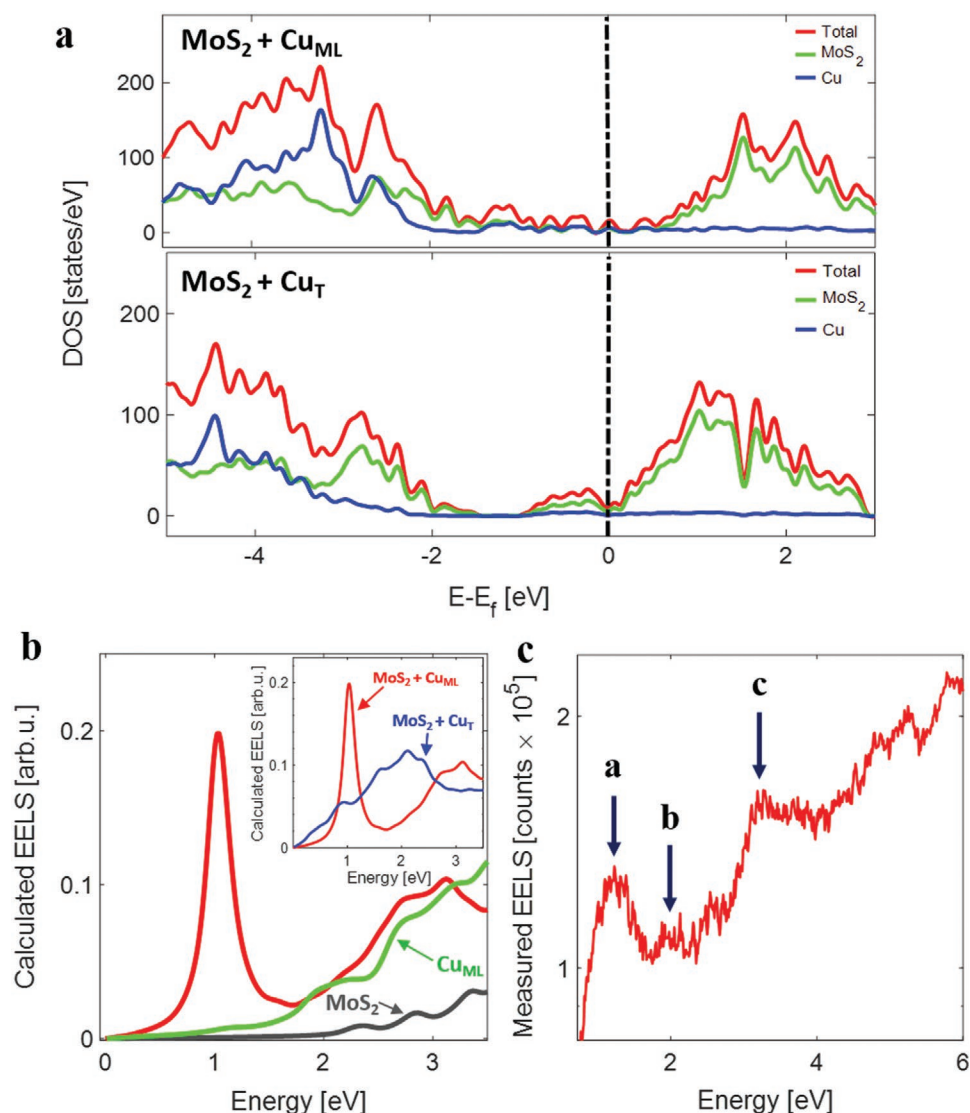 a
MoS2 + CuML
Total
MoS2
Cu
200
100
0
DOS [states/eV]
MoS2 + CuT
Total
MoS2
Cu
200
100
0
-4 -2 0 2
E-Ef [eV]
b
Calculated EELS [arb.u.]
0.2
0.1
0
CuML
MoS2
0 1 2 3
Energy [eV]
Calculated EELS [arb.u.]
0.2
0.1
0
MoS2 + CuML
MoS2 + CuT
0 1 2 3
Energy [eV]
c
Measured EELS [counts × 10^5]
2
1
a
b
c
2 4 6
Energy [eV]